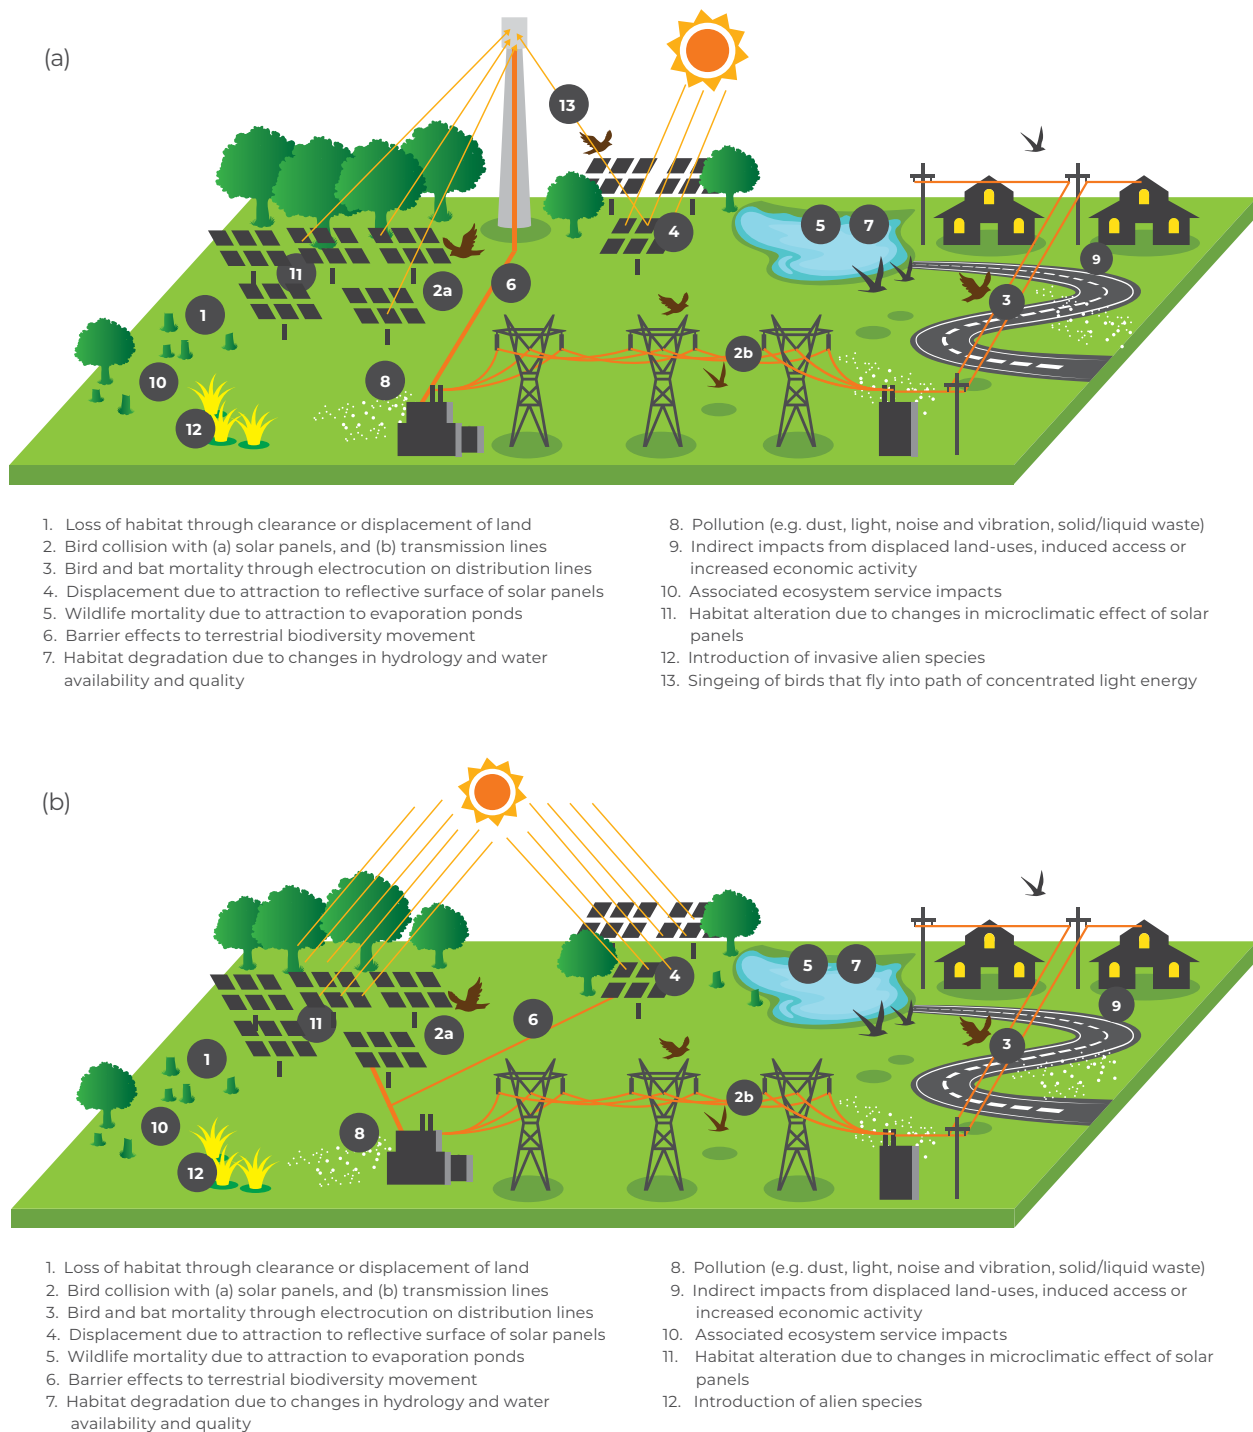 (a)
13
5
7
4
9
11
2a
6
3
1
2b
10
8
12
1. Loss of habitat through clearance or displacement of land
2. Bird collision with (a) solar panels, and (b) transmission lines
3. Bird and bat mortality through electrocution on distribution lines
4. Displacement due to attraction to reflective surface of solar panels
5. Wildlife mortality due to attraction to evaporation ponds
6. Barrier effects to terrestrial biodiversity movement
7. Habitat degradation due to changes in hydrology and water
availability and quality
8. Pollution (e.g. dust, light, noise and vibration, solid/liquid waste)
9. Indirect impacts from displaced land-uses, induced access or
increased economic activity
10. Associated ecosystem service impacts
11. Habitat alteration due to changes in microclimatic effect of solar
panels
12. Introduction of invasive alien species
13. Singeing of birds that fly into path of concentrated light energy
(b)
5
7
4
9
11
6
2a
3
1
2b
10
8
12
1. Loss of habitat through clearance or displacement of land
2. Bird collision with (a) solar panels, and (b) transmission lines
3. Bird and bat mortality through electrocution on distribution lines
4. Displacement due to attraction to reflective surface of solar panels
5. Wildlife mortality due to attraction to evaporation ponds
6. Barrier effects to terrestrial biodiversity movement
7. Habitat degradation due to changes in hydrology and water
availability and quality
8. Pollution (e.g. dust, light, noise and vibration, solid/liquid waste)
9. Indirect impacts from displaced land-uses, induced access or
increased economic activity
10. Associated ecosystem service impacts
11. Habitat alteration due to changes in microclimatic effect of solar
panels
12. Introduction of alien species